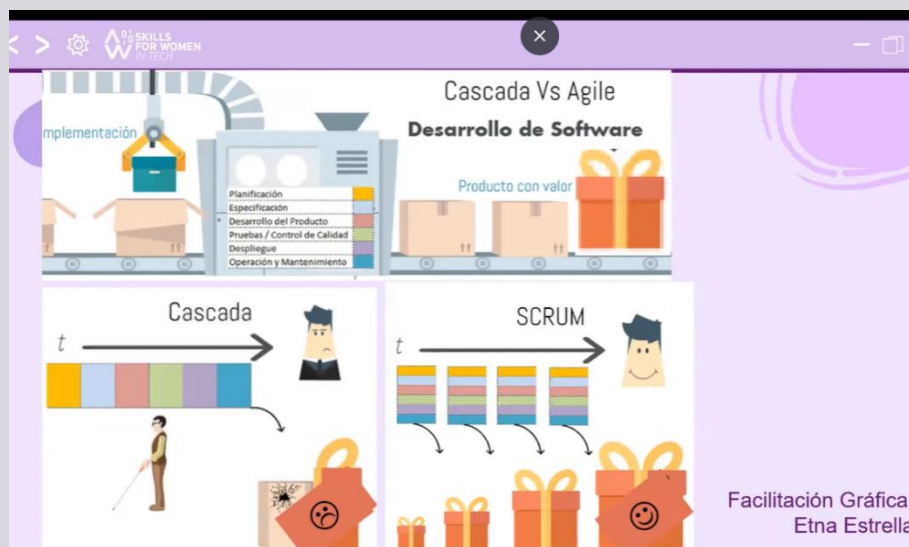 SKILLS
FOR WOMEN
IN TECH
Cascada Vs Agile
Desarrollo de Software
mplementación
Producto con valor
Planificación
Especificación
Desarrollo del Producto
Pruebas / Control de Calidad
Despliegue
Operación y Mantenimiento
Cascada
t
SCRUM
t
Facilitación Gráfica
Etna Estrella